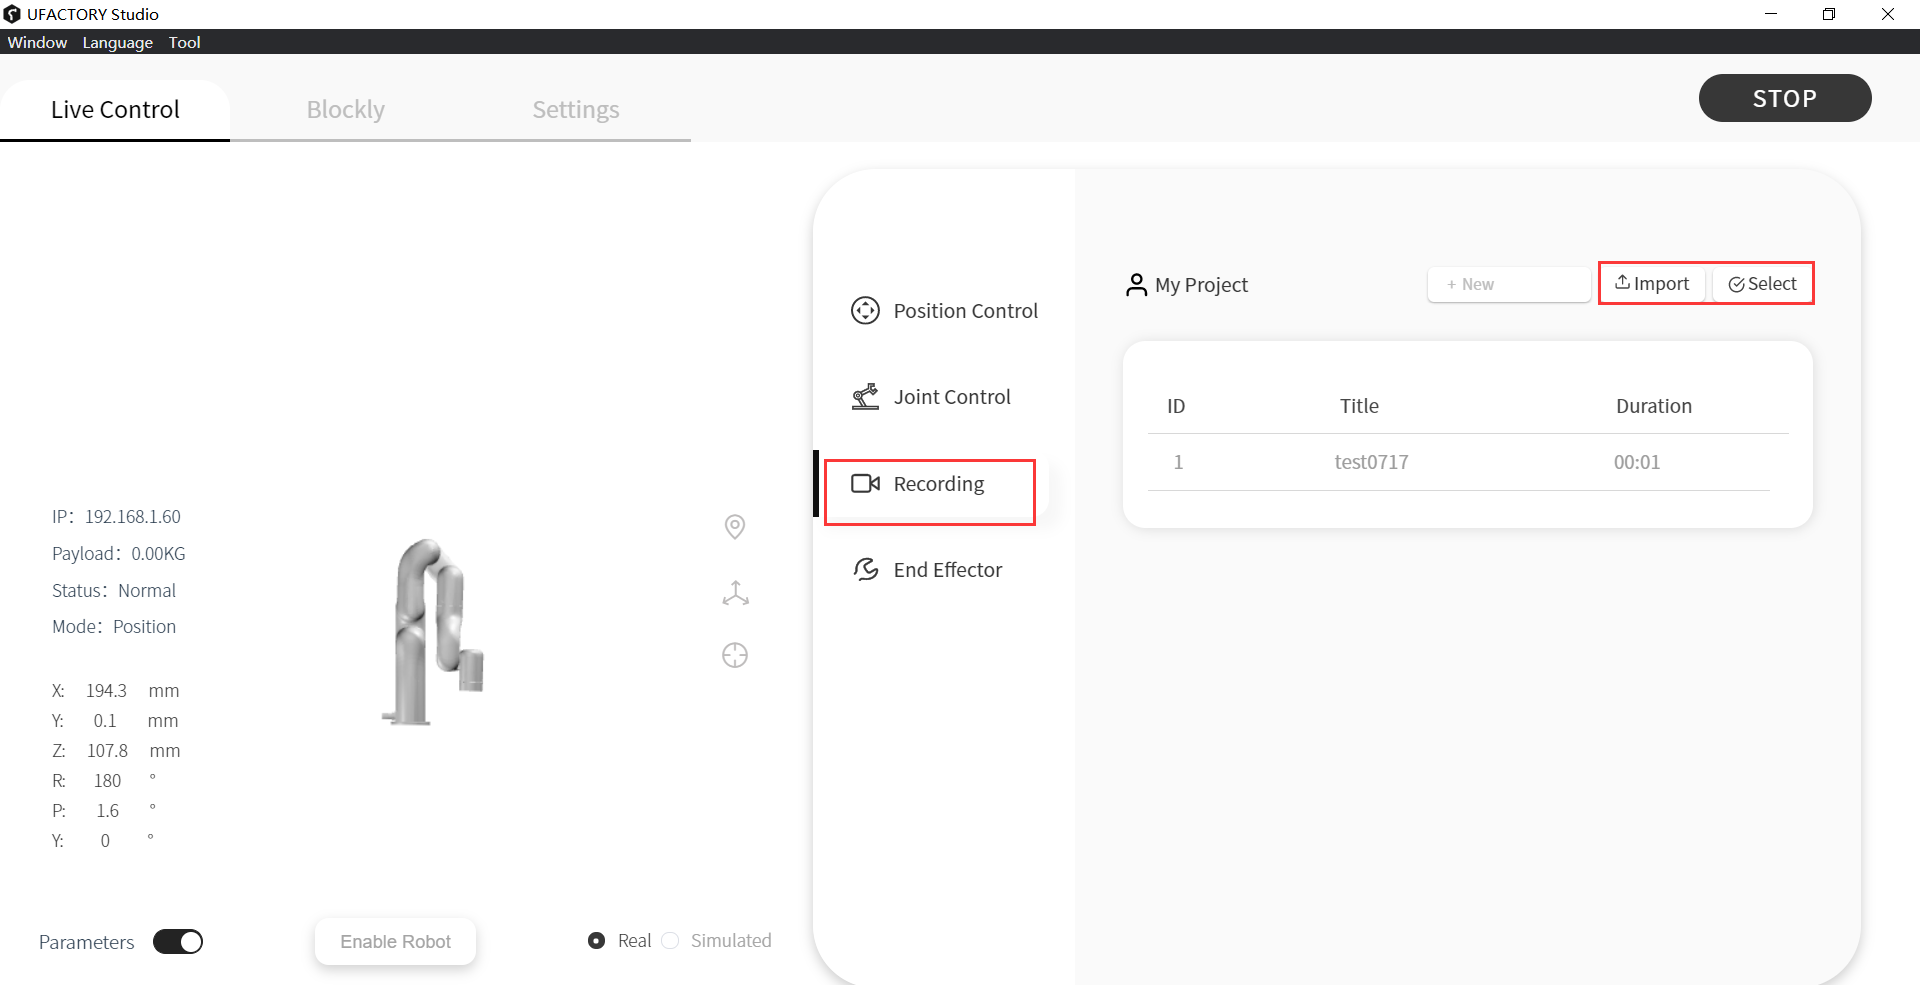 UFACTORY Studio
Window Language Tool
Live Control Blockly Settings STOP
My Project + New Import Select
Position Control
Joint Control
Recording
End Effector
ID Title Duration
1 test0717 00:01
IP： 192.168.1.60
Payload： 0.00KG
Status： Normal
Mode： Position
X: 194.3 mm
Y: 0.1 mm
Z: 107.8 mm
R: 180 °
P: 1.6 °
Y: 0 °
Parameters Enable Robot Real Simulated